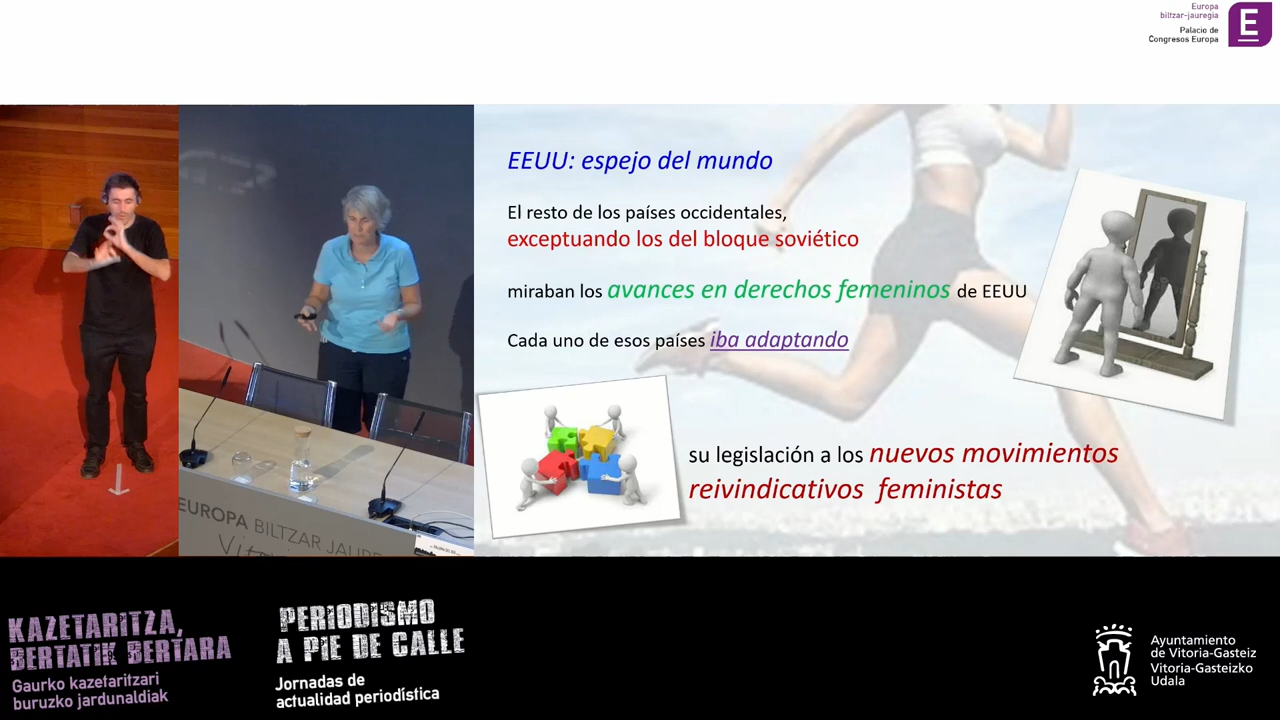 Europa
biltzar-jauregia
Palacio de
Congresos Europa
E
EEUU: espejo del mundo
El resto de los países occidentales,
exceptuando los del bloque soviético
miraban los avances en derechos femeninos de EEUU
Cada uno de esos países iba adaptando
su legislación a los nuevos movimientos
reivindicativos feministas
EUROPA BILTZAR
KAZETARITZA,
BERTATIK BERTARA
Gaurko kazetaritzari
buruzko jardunaldiak
PERIODISMO
A PIE DE CALLE
Jornadas de
actualidad periodística
Ayuntamiento
de Vitoria-Gasteiz
Vitoria-Gasteizko
Udala